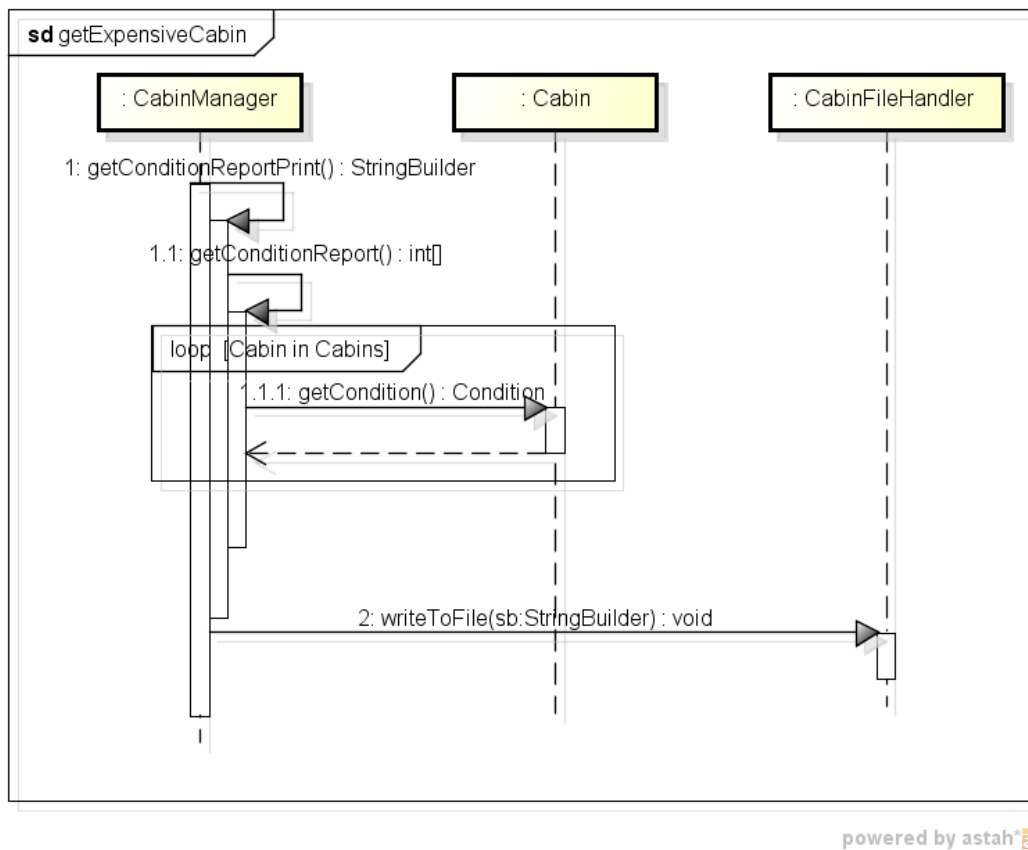 sd getExpensiveCabin
: CabinManager
: Cabin
: CabinFileHandler
1: getConditionReportPrint() : StringBuilder
1.1: getConditionReport() : int[]
loop [Cabin in Cabins]
1.1.1: getCondition() : Condition
2: writeToFile(sb:StringBuilder) : void
powered by astah*